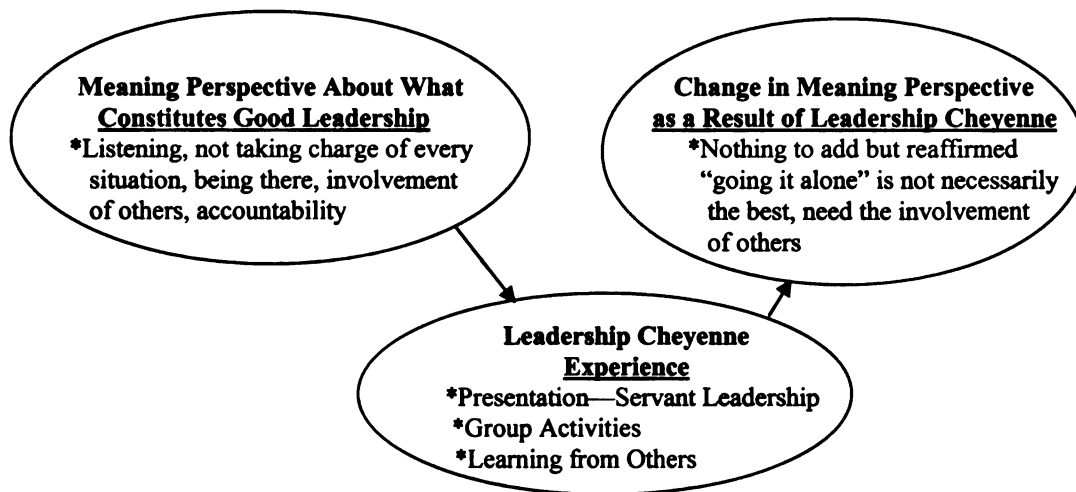 Meaning Perspective About What
Constitutes Good Leadership
*Listening, not taking charge of every
situation, being there, involvement
of others, accountability
Change in Meaning Perspective
as a Result of Leadership Cheyenne
*Nothing to add but reaffirmed
“going it alone” is not necessarily
the best, need the involvement
of others
Leadership Cheyenne
Experience
*Presentation—Servant Leadership
*Group Activities
*Learning from Others